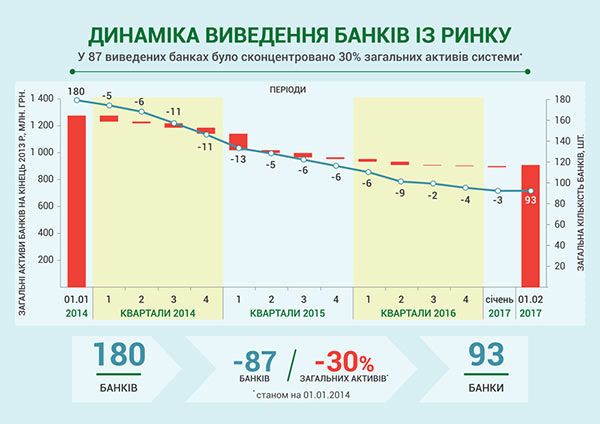 ДИНАМІКА ВИВЕДЕННЯ БАНКІВ ІЗ РИНКУ
У 87 виведених банках було сконцентровано 30% загальних активів системи*
ПЕРІОДИ
ЗАГАЛЬНІ АКТИВИ БАНКІВ НА КІНЕЦЬ 2013 Р., МЛН. ГРН.
1 400
1 200
1 000
800
600
400
200
180
-5
-6
-11
-11
-13
-5
-6
-6
-6
-9
-2
-4
-3
93
180
160
140
120
100
80
60
40
20
ЗАГАЛЬНА КІЛЬКІСТЬ БАНКІВ, ШТ.
01.01 1 2 3 4 1 2 3 4 1 2 3 4 січень 01.02
2014 КВАРТАЛИ 2014 КВАРТАЛИ 2015 КВАРТАЛИ 2016 2017 2017
180
БАНКІВ
-87 / -30%
БАНКІВ ЗАГАЛЬНИХ АКТИВІВ*
93
БАНКИ
*станом на 01.01.2014